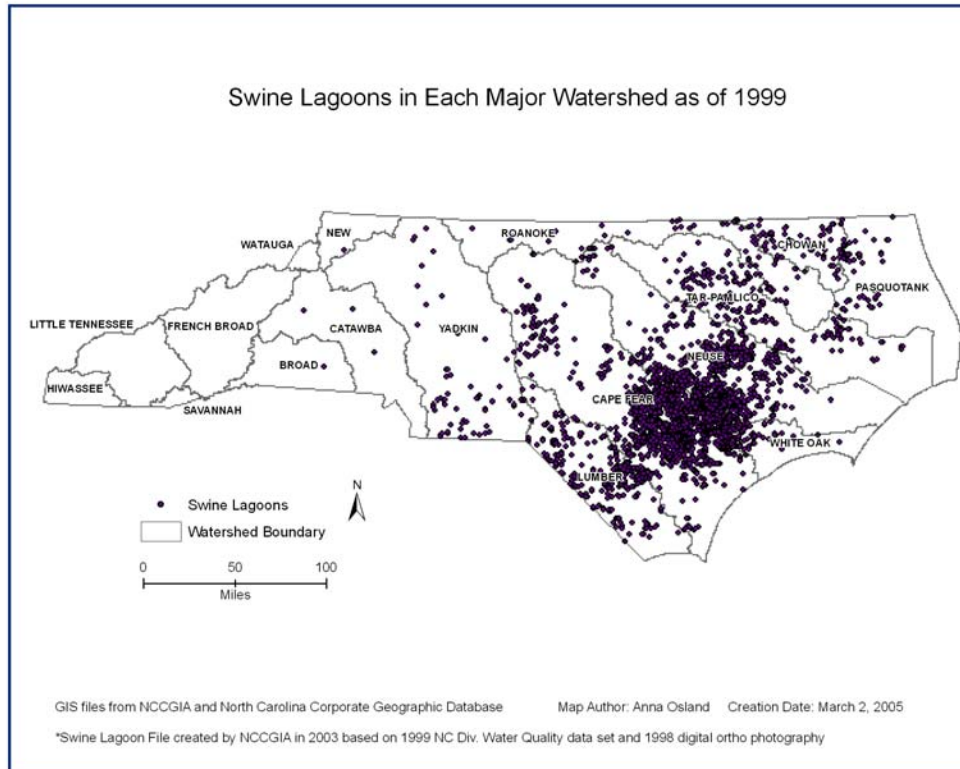 Swine Lagoons in Each Major Watershed as of 1999
NEW
ROANOKE
WATAUGA
CHOWAN
PASQUOTANK
TAR-PAMLICO
LITTLE TENNESSEE
FRENCH BROAD
CATAWBA
YADKIN
NEUSE
BROAD
HIWASSEE
CAPE FEAR
SAVANNAH
WHITE OAK
LUMBER
N
Swine Lagoons
Watershed Boundary
0 50 100
Miles
GIS files from NCCGIA and North Carolina Corporate Geographic Database Map Author: Anna Osland Creation Date: March 2, 2005
*Swine Lagoon File created by NCCGIA in 2003 based on 1999 NC Div. Water Quality data set and 1998 digital ortho photography